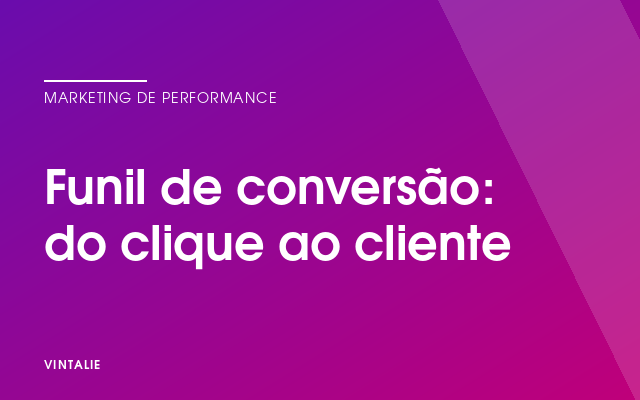 MARKETING DE PERFORMANCE
Funil de conversão:
do clique ao cliente
VINTALIE